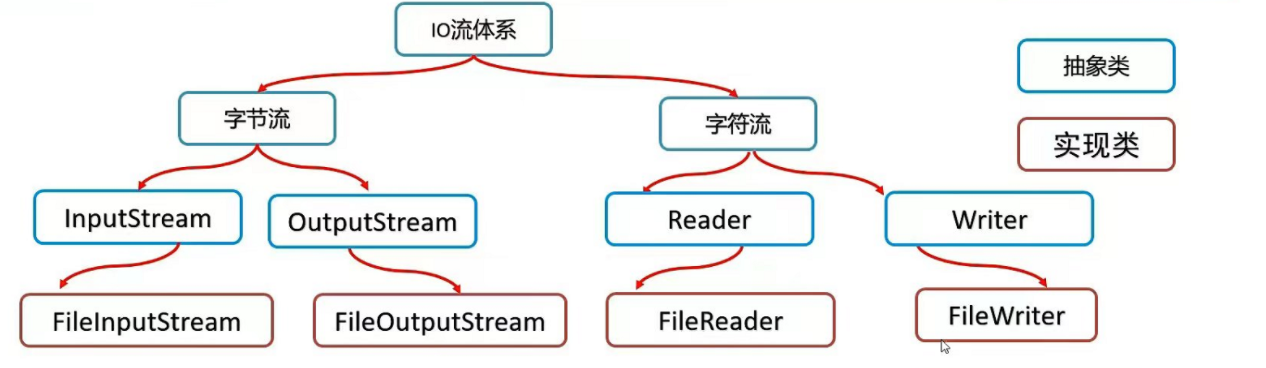 IO流体系
抽象类
字节流
字符流
实现类
InputStream
OutputStream
Reader
Writer
FileInputStream
FileOutputStream
FileReader
FileWriter